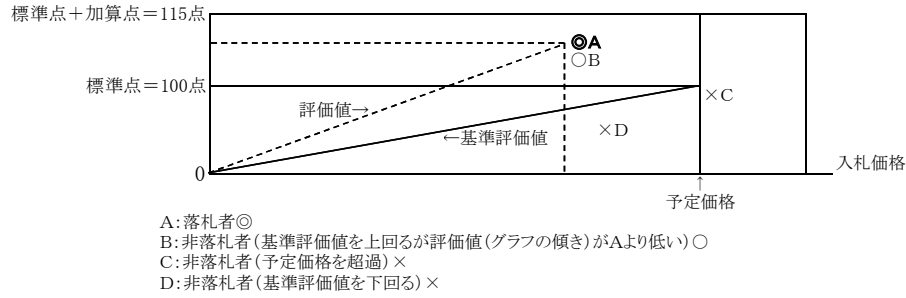 標準点+加算点=115点
◎A
○B
標準点=100点
×C
評価値→
×D
←基準評価値
0
入札価格
↑
予定価格
A:落札者◎
B:非落札者(基準評価値を上回るが評価値(グラフの傾き)がAより低い)○
C:非落札者(予定価格を超過)×
D:非落札者(基準評価値を下回る)×